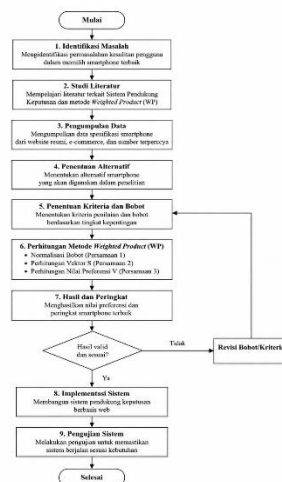 Mulai
1. Identifikasi Masalah
Mengidentifikasi permasalahan kesulitan pengguna
dalam memilih smartphone terbaik
2. Studi Literatur
Mempelajari literatur terkait Sistem Pendukung
Keputusan dan metode Weighted Product (WP)
3. Pengumpulan Data
Mengumpulkan data spesifikasi smartphone
dari website resmi, e-commerce, dan sumber terpercaya
4. Penentuan Alternatif
Menentukan alternatif smartphone
yang akan digunakan dalam penelitian
5. Penentuan Kriteria dan Bobot
Menentukan kriteria penilaian dan bobot
berdasarkan tingkat kepentingan
6. Perhitungan Metode Weighted Product (WP)
• Normalisasi Bobot (Persamaan 1)
• Perhitungan Vektor S (Persamaan 2)
• Perhitungan Nilai Preferensi V (Persamaan 3)
7. Hasil dan Peringkat
Menghasilkan nilai preferensi dan
peringkat smartphone terbaik
Hasil valid
dan sesuai?
Tidak
Revisi Bobot/Kriteria
Ya
8. Implementasi Sistem
Membangun sistem pendukung keputusan
berbasis web
9. Pengujian Sistem
Melakukan pengujian untuk memastikan
sistem berjalan sesuai kebutuhan
Selesai